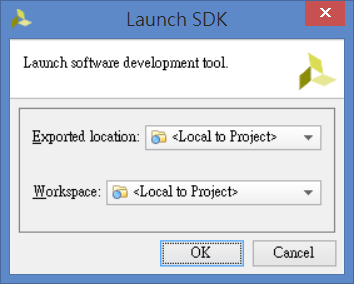 Launch SDK
Launch software development tool.
Exported location: <Local to Project>
Workspace: <Local to Project>
OK Cancel